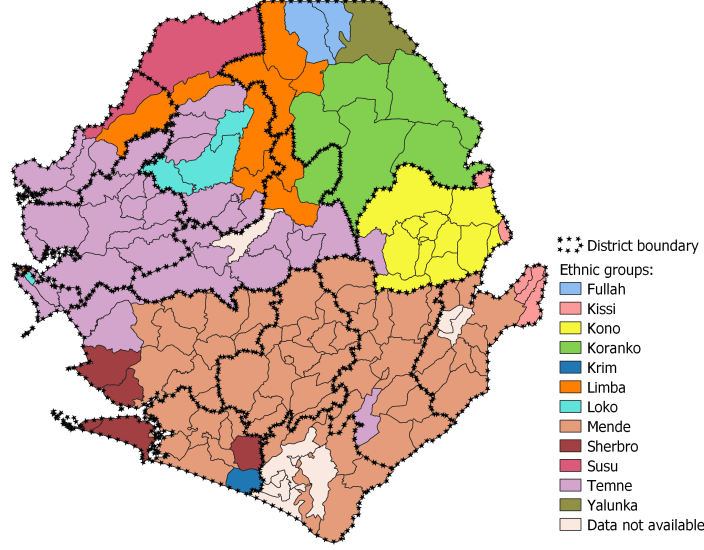 District boundary
Ethnic groups:
Fullah
Kissi
Kono
Koranko
Krim
Limba
Loko
Mende
Sherbro
Susu
Temne
Yalunka
Data not available